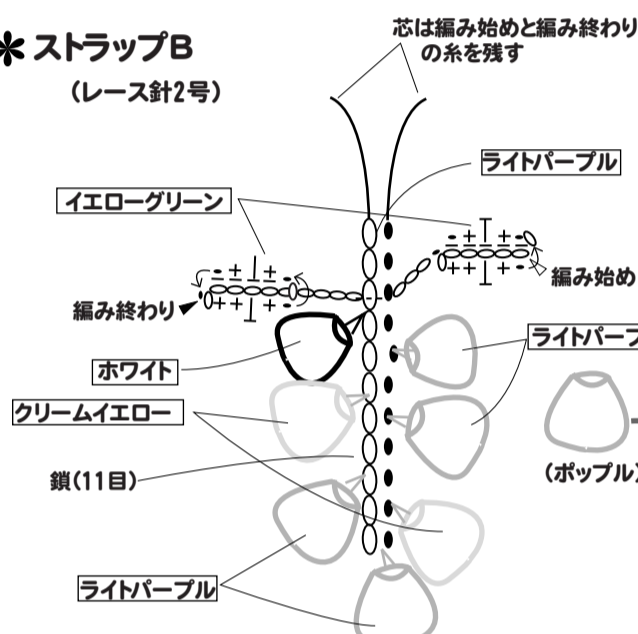 ✽ ストラップB
（レース針2号）
芯は編み始めと編み終わり
の糸を残す
ライトパープル
イエローグリーン
編み始め
編み終わり
ライトパープ
ホワイト
クリームイエロー
（ポップル）
鎖（11目）
ライトパープル